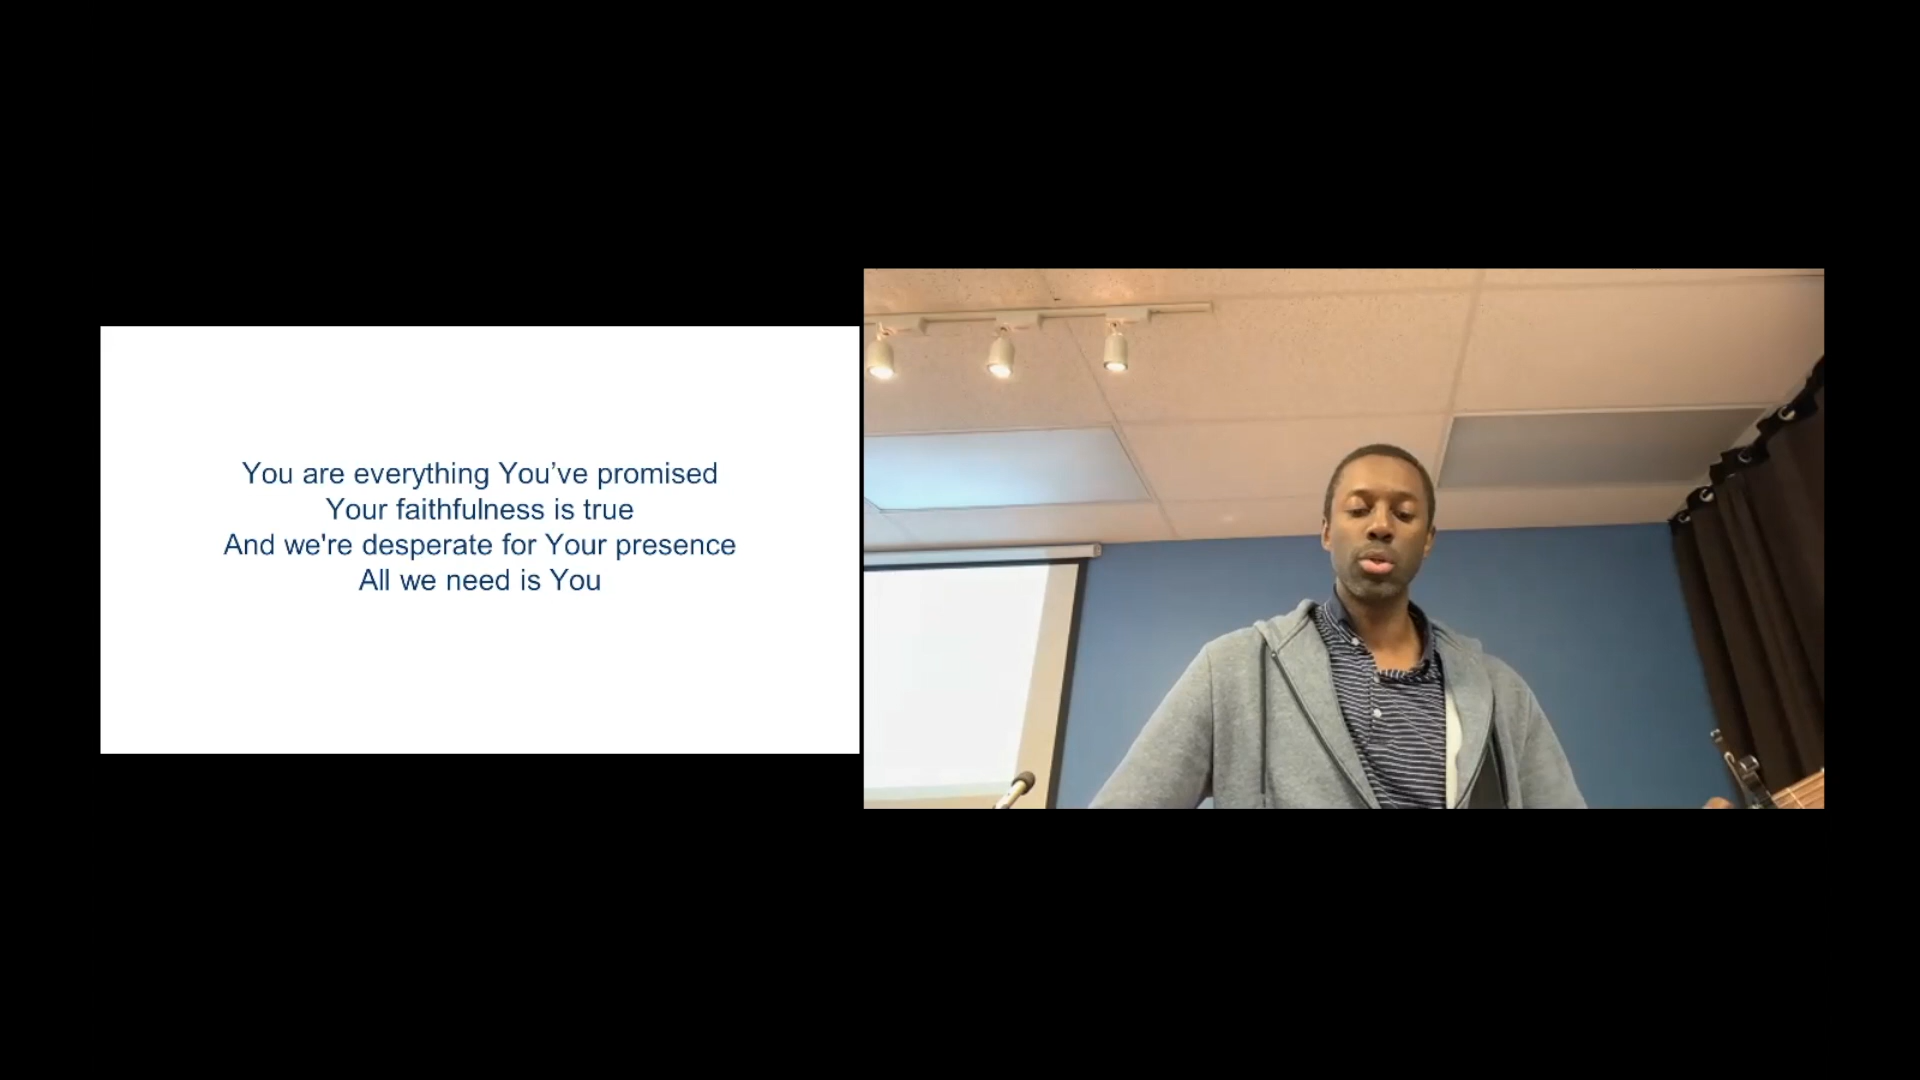 You are everything You’ve promised
Your faithfulness is true
And we're desperate for Your presence
All we need is You